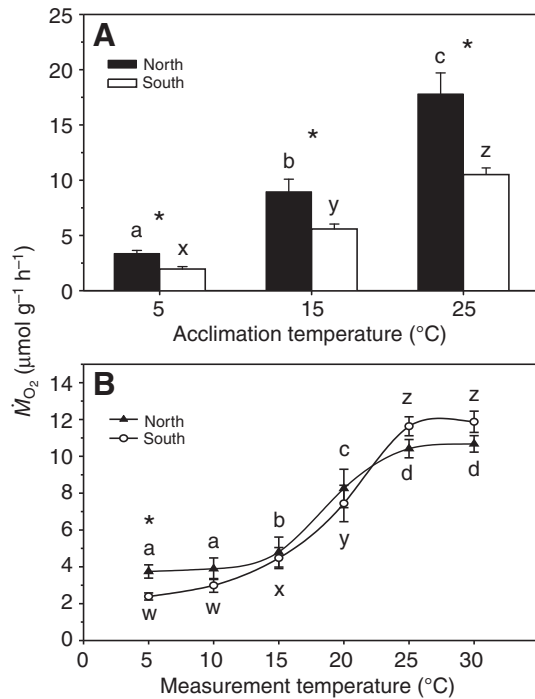 25
A
North
South
*
c
20
15
*
b
z
10
a
*
y
5
x
0
5
15
25
Acclimation temperature (°C)
ṀO₂ (μmol g⁻¹ h⁻¹)
B
14
North
South
z
z
12
c
10
d
d
8
*
b
6
a
a
y
4
x
2
w
w
0
0
5
10
15
20
25
30
Measurement temperature (°C)